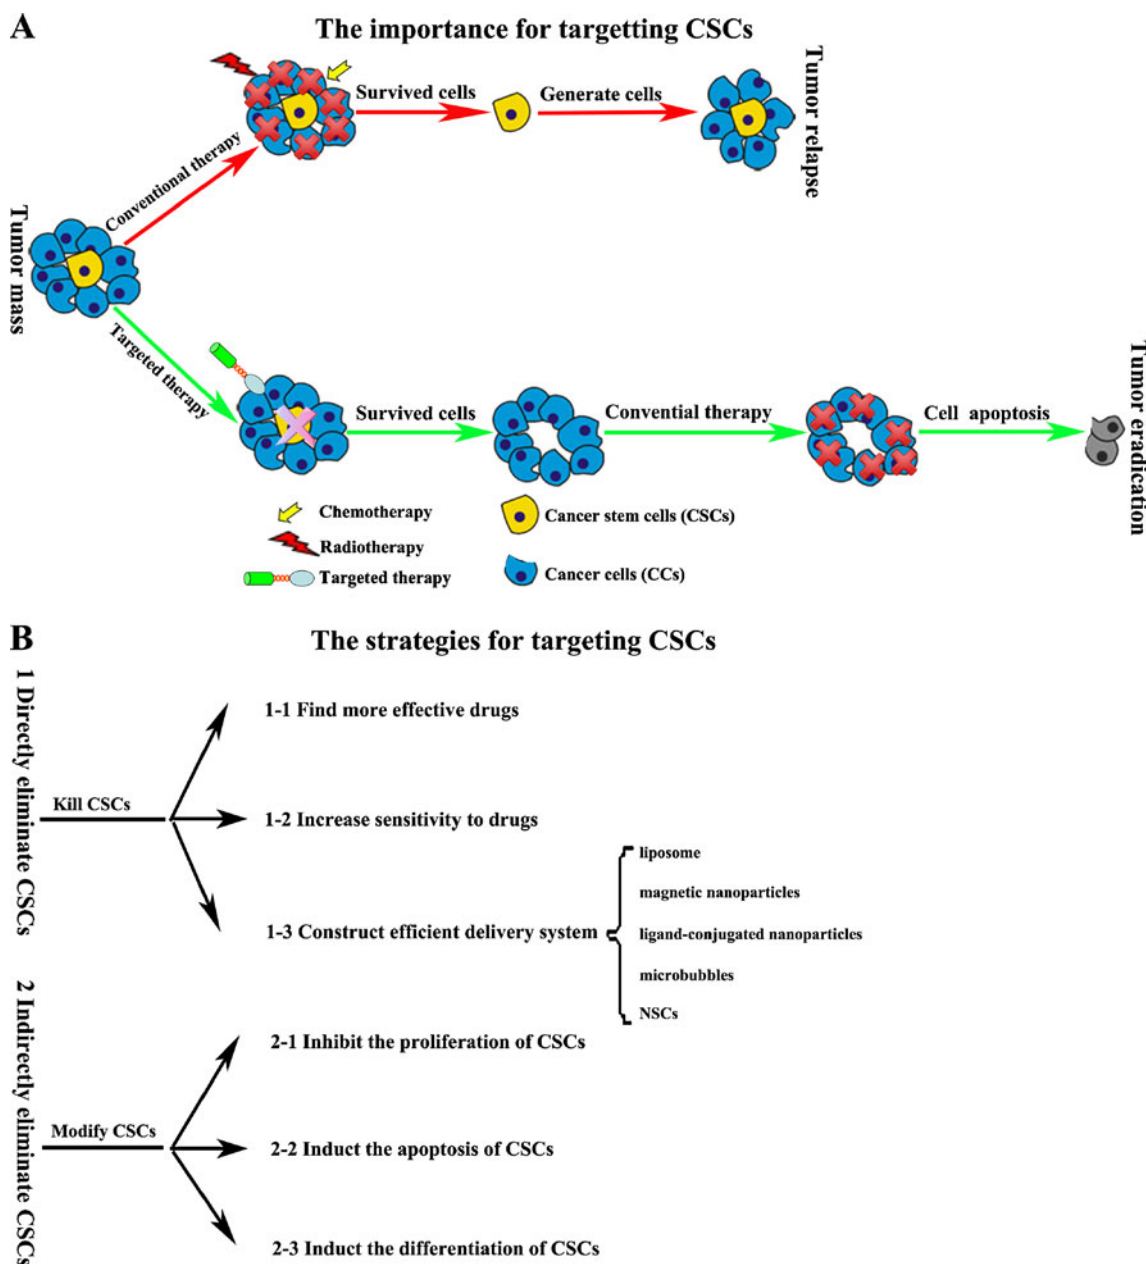 A
The importance for targetting CSCs
Survived cells
Generate cells
Tumor relapse
Conventional therapy
Tumor mass
Targeted therapy
Survived cells
Convential therapy
Cell apoptosis
Tumor eradication
Chemotherapy
Radiotherapy
Targeted therapy
Cancer stem cells (CSCs)
Cancer cells (CCs)
B
The strategies for targeting CSCs
1 Directly eliminate CSCs
Kill CSCs
1-1 Find more effective drugs
1-2 Increase sensitivity to drugs
1-3 Construct efficient delivery system
liposome
magnetic nanoparticles
ligand-conjugated nanoparticles
microbubbles
NSCs
2 Indirectly eliminate CSCs
Modify CSCs
2-1 Inhibit the proliferation of CSCs
2-2 Induct the apoptosis of CSCs
2-3 Induct the differentiation of CSCs